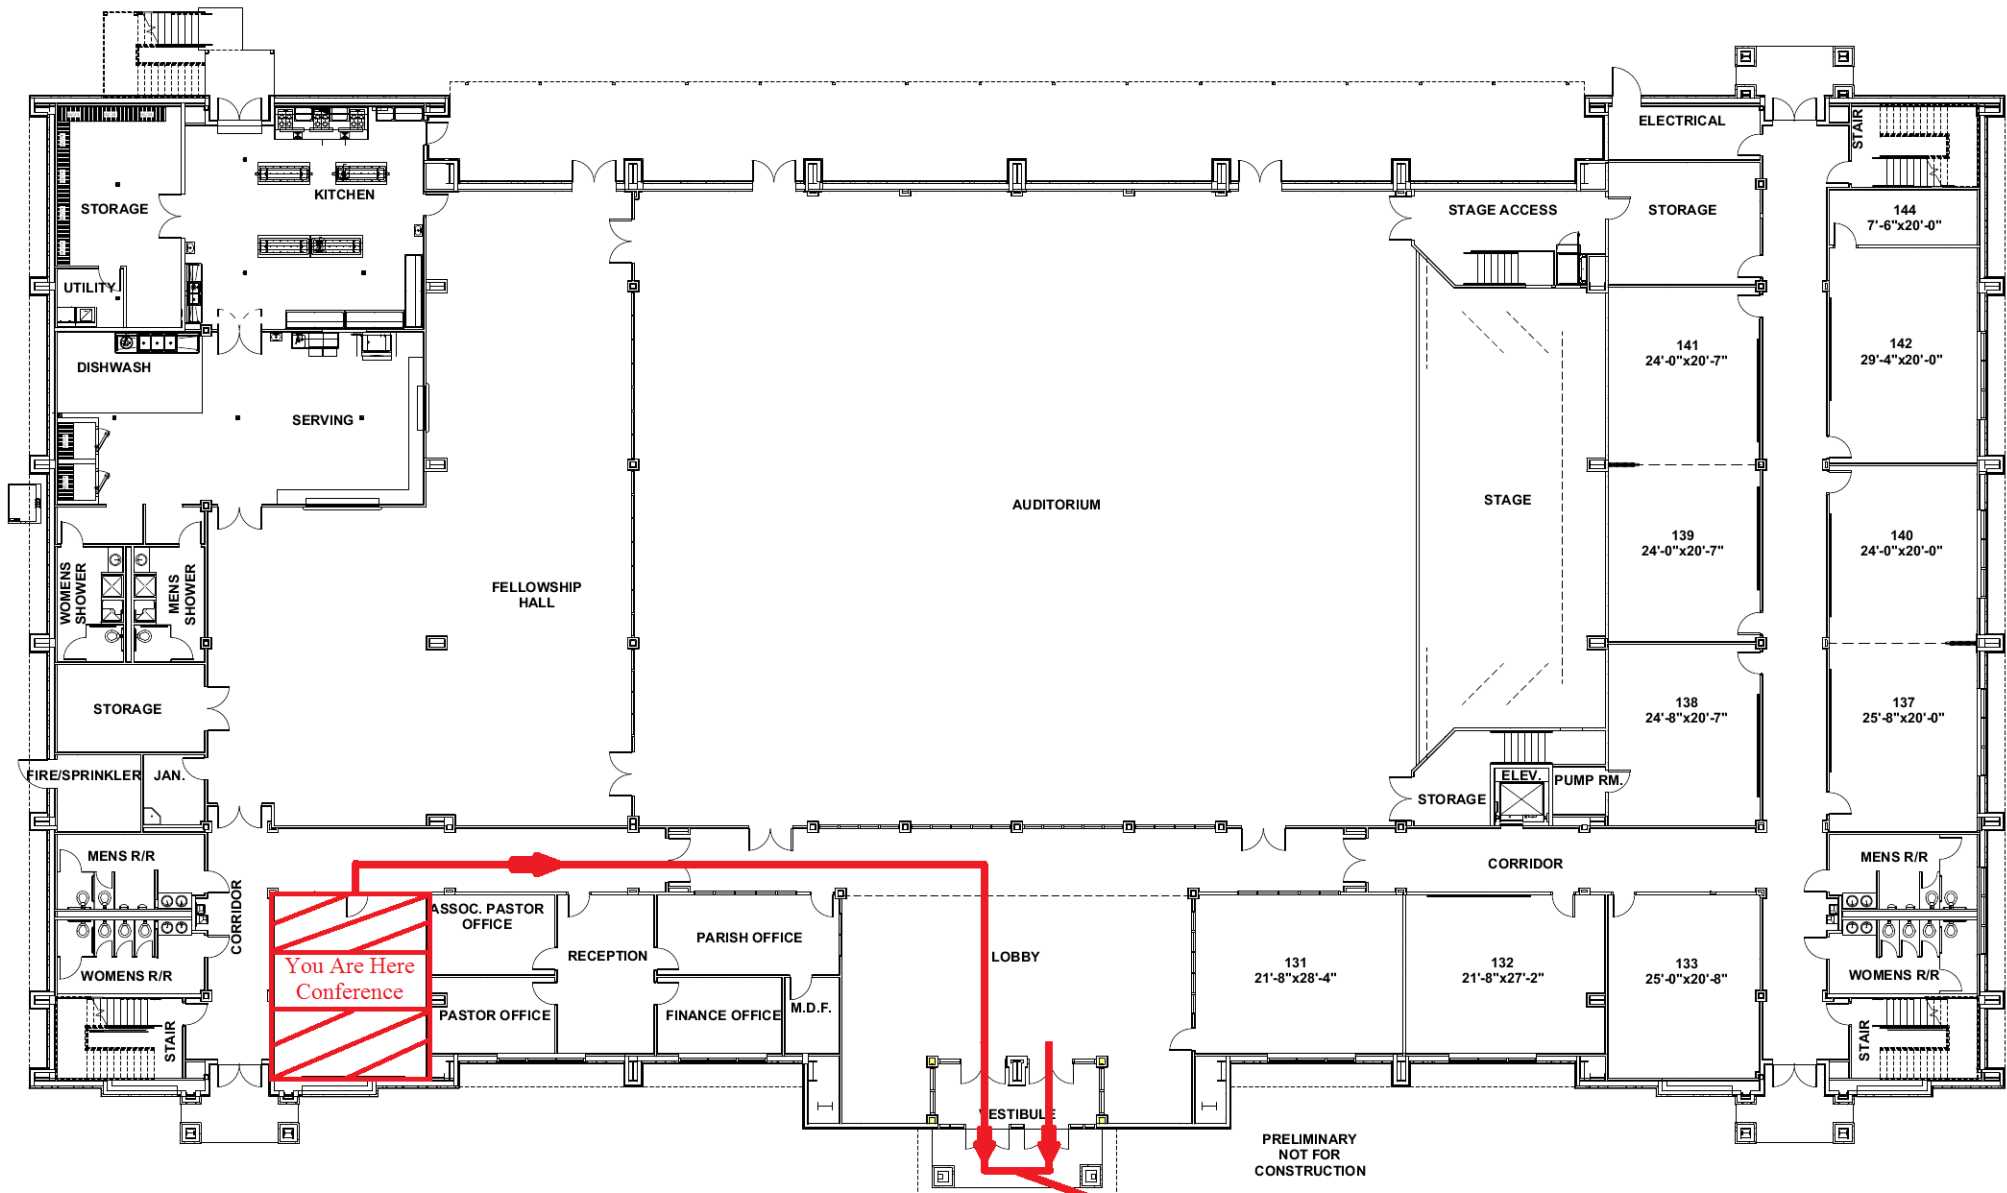 ELECTRICAL
STAIR
KITCHEN
STORAGE
STAGE ACCESS
STORAGE
144
7'-6"x20'-0"
UTILITY
DISHWASH
141
24'-0"x20'-7"
142
29'-4"x20'-0"
SERVING
AUDITORIUM
STAGE
139
24'-0"x20'-7"
140
24'-0"x20'-0"
WOMENS
SHOWER
MENS
SHOWER
FELLOWSHIP
HALL
STORAGE
138
24'-8"x20'-7"
137
25'-8"x20'-0"
FIRE/SPRINKLER
JAN.
ELEV.
PUMP RM.
STORAGE
MENS R/R
CORRIDOR
CORRIDOR
MENS R/R
ASSOC. PASTOR
OFFICE
RECEPTION
PARISH OFFICE
LOBBY
131
21'-8"x28'-4"
132
21'-8"x27'-2"
133
25'-0"x20'-8"
WOMENS R/R
You Are Here
Conference
WOMENS R/R
PASTOR OFFICE
FINANCE OFFICE
M.D.F.
STAIR
STAIR
VESTIBULE
PRELIMINARY
NOT FOR
CONSTRUCTION